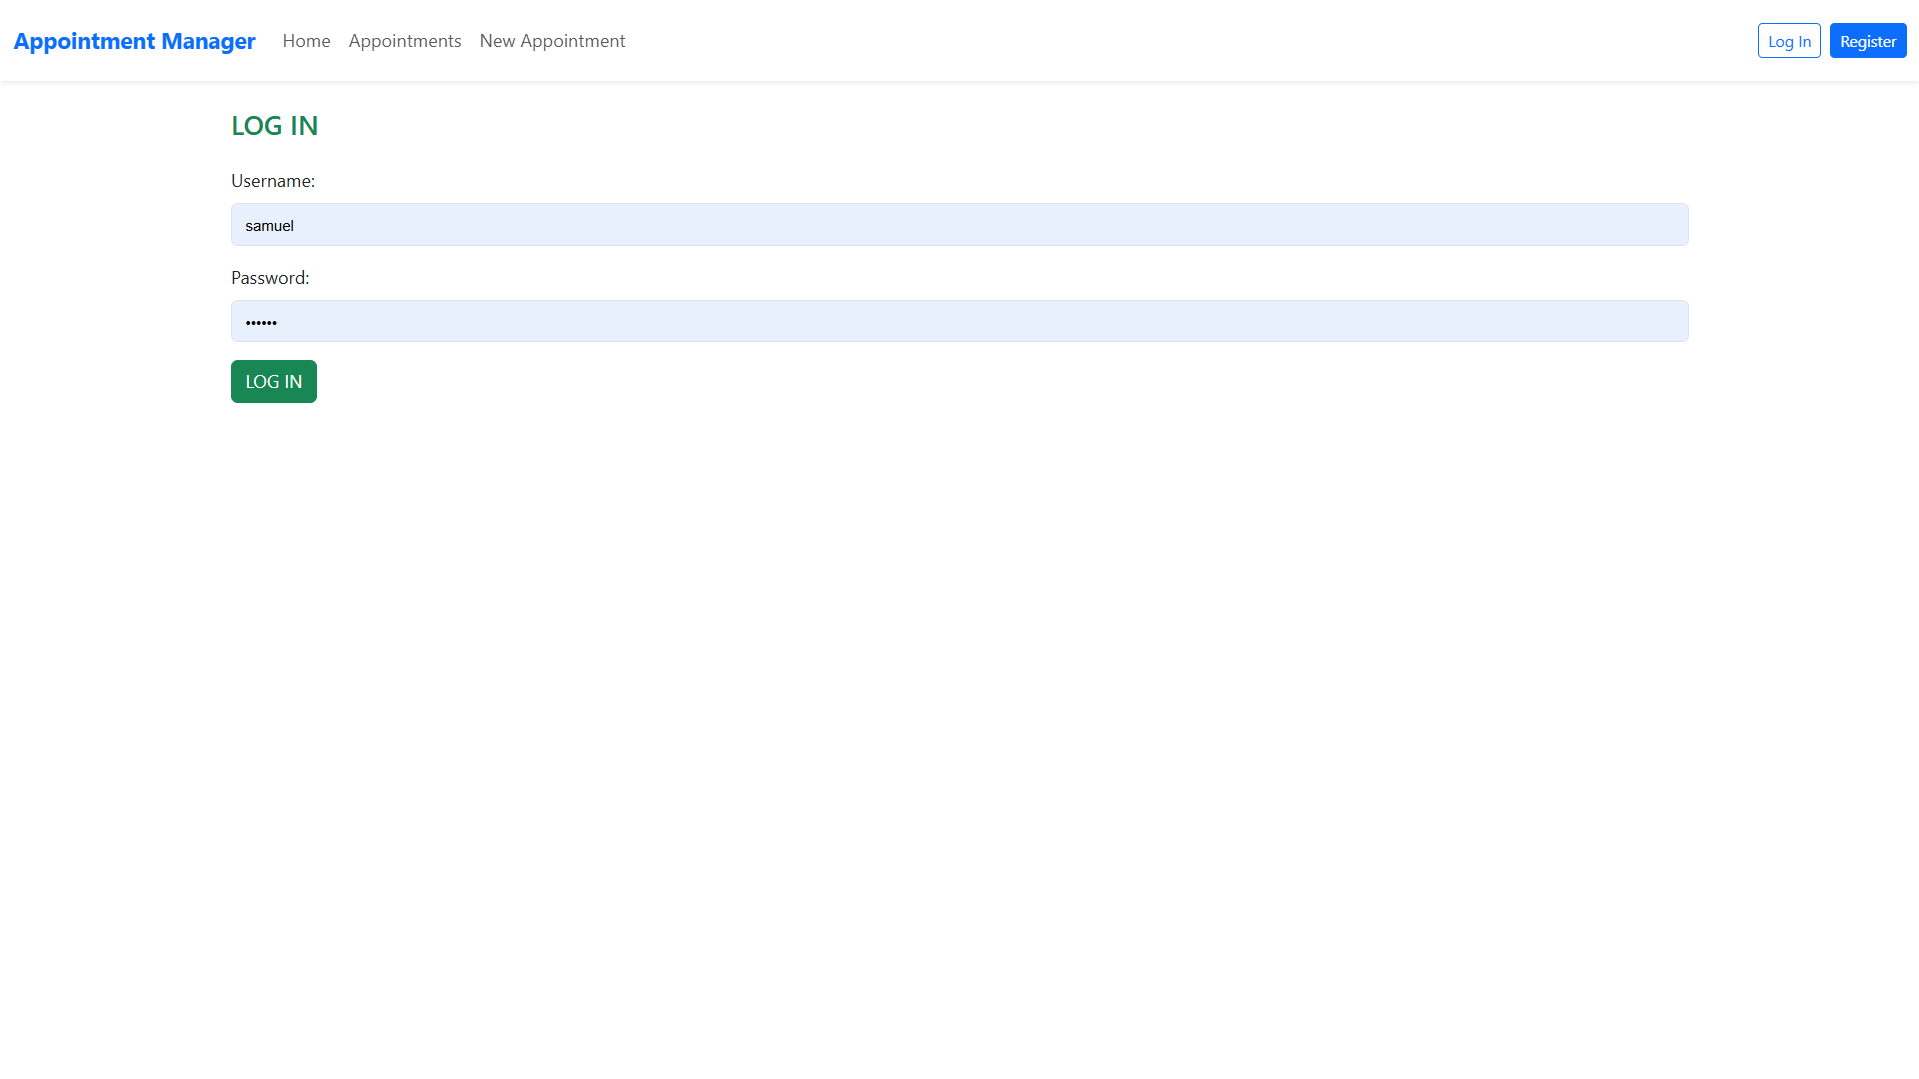 Appointment Manager Home Appointments New Appointment Log In Register
LOG IN
Username:
samuel
Password:
••••••
LOG IN